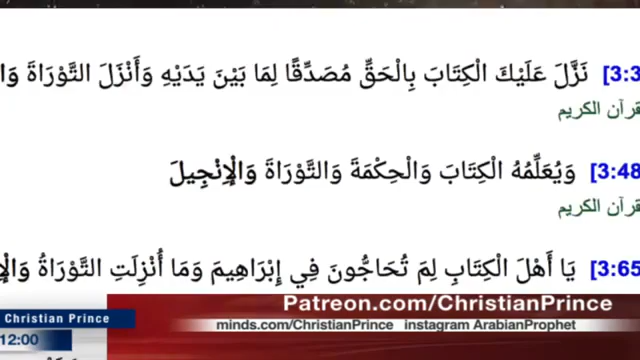 [3:3 نَزَّلَ عَلَيْكَ الْكِتَابَ بِالْحَقِّ مُصَدِّقًا لِمَا بَيْنَ يَدَيْهِ وَأَنْزَلَ التَّوْرَاةَ
قرآن الكريم
[3:48 وَيُعَلِّمُهُ الْكِتَابَ وَالْحِكْمَةَ وَالتَّوْرَاةَ وَالْإِنْجِيلَ
قرآن الكريم
[3:65 يَا أَهْلَ الْكِتَابِ لِمَ تُحَاجُّونَ فِي إِبْرَاهِيمَ وَمَا أُنْزِلَتِ التَّوْرَاةُ
Patreon.com/ChristianPrince
Christian Prince
minds.com/ChristianPrince instagram ArabianProphet
12:00